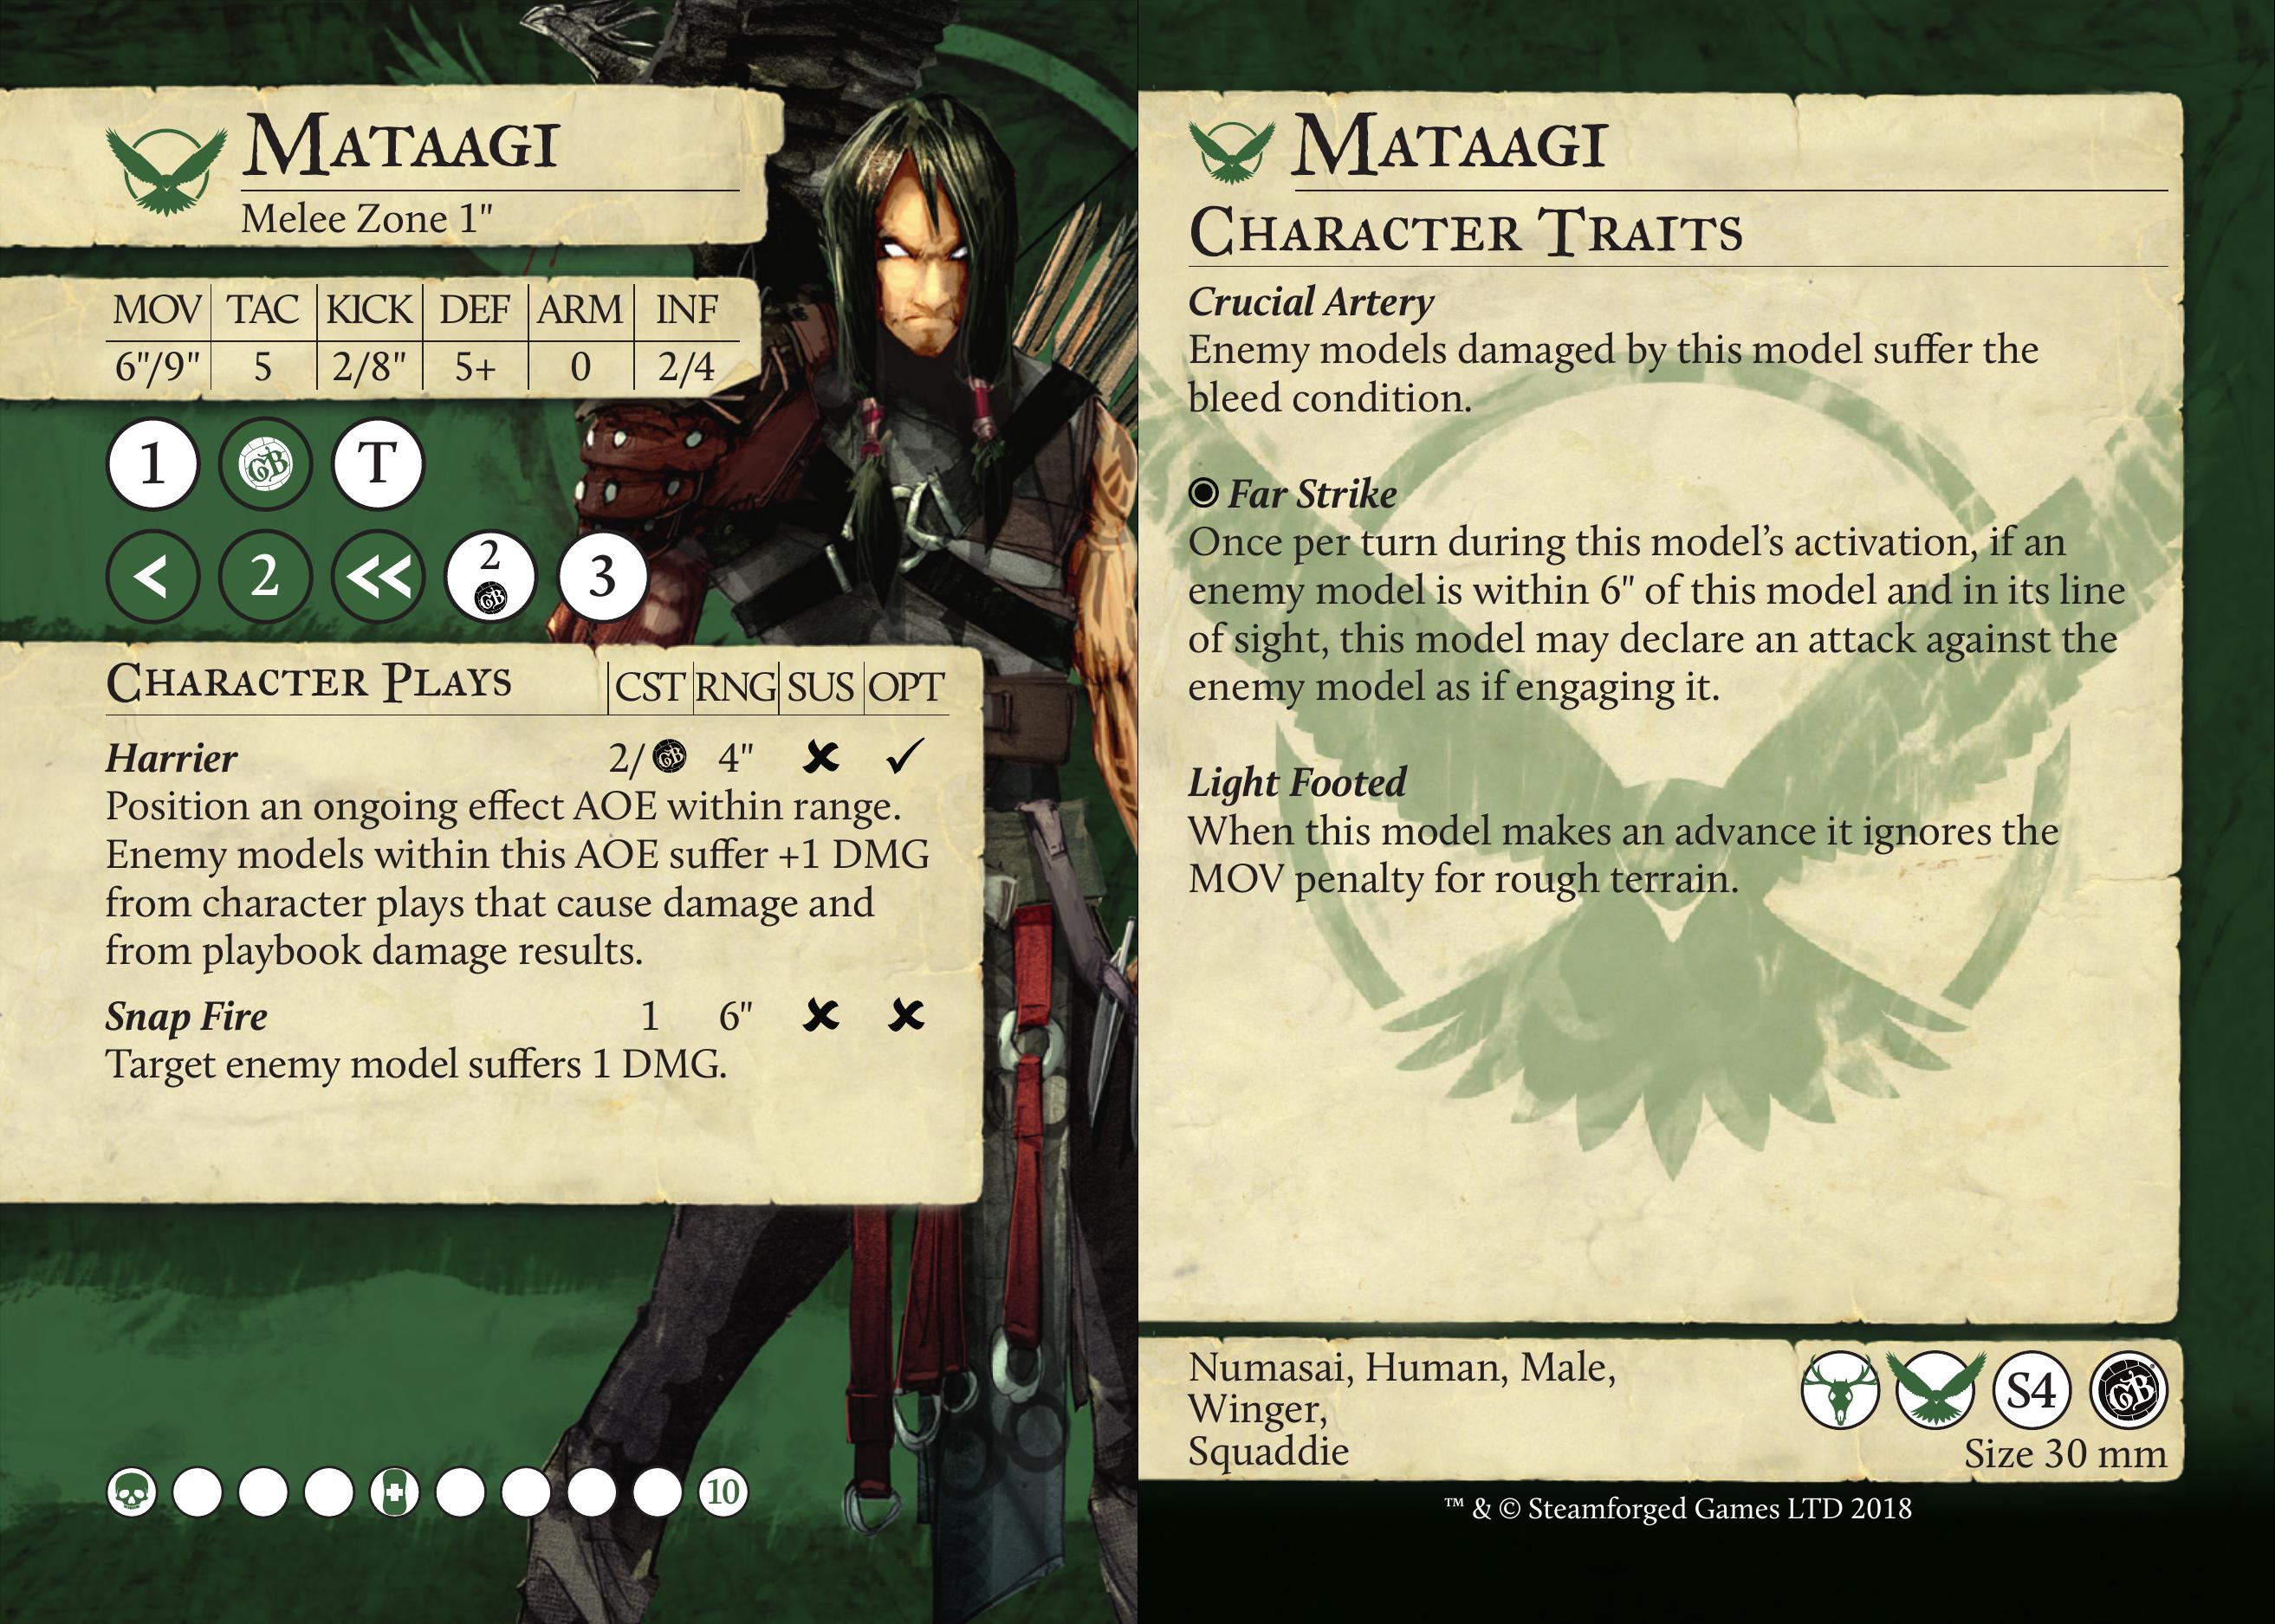 MATAAGI
Melee Zone 1"
MOV TAC KICK DEF ARM INF
6"/9" 5 2/8" 5+ 0 2/4
1 GB T
< 2 << 2 GB 3
CHARACTER PLAYS CST RNG SUS OPT
Harrier 2/GB 4" ✘ ✓
Position an ongoing effect AOE within range.
Enemy models within this AOE suffer +1 DMG
from character plays that cause damage and
from playbook damage results.
Snap Fire 1 6" ✘ ✘
Target enemy model suffers 1 DMG.
10
MATAAGI
CHARACTER TRAITS
Crucial Artery
Enemy models damaged by this model suffer the
bleed condition.
Far Strike
Once per turn during this model’s activation, if an
enemy model is within 6" of this model and in its line
of sight, this model may declare an attack against the
enemy model as if engaging it.
Light Footed
When this model makes an advance it ignores the
MOV penalty for rough terrain.
Numasai, Human, Male,
Winger,
Squaddie
S4 GB
Size 30 mm
™ & © Steamforged Games LTD 2018